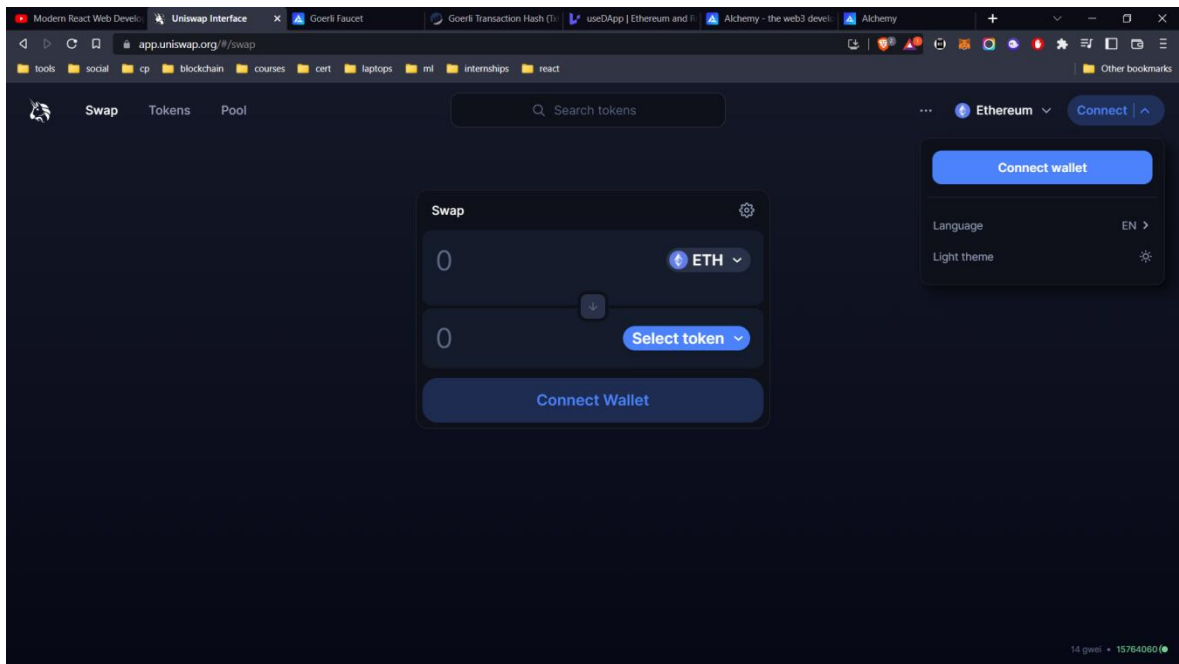 Modern React Web Develo Uniswap Interface Goerli Faucet Goerli Transaction Hash (Tx useDApp | Ethereum and R Alchemy - the web3 develo Alchemy
app.uniswap.org/#/swap
tools social cp blockchain courses cert laptops ml internships react Other bookmarks
Swap Tokens Pool Search tokens ... Ethereum Connect
Connect wallet
Swap
Language EN
0 ETH
Light theme
0 Select token
Connect Wallet
14 gwei • 15764060